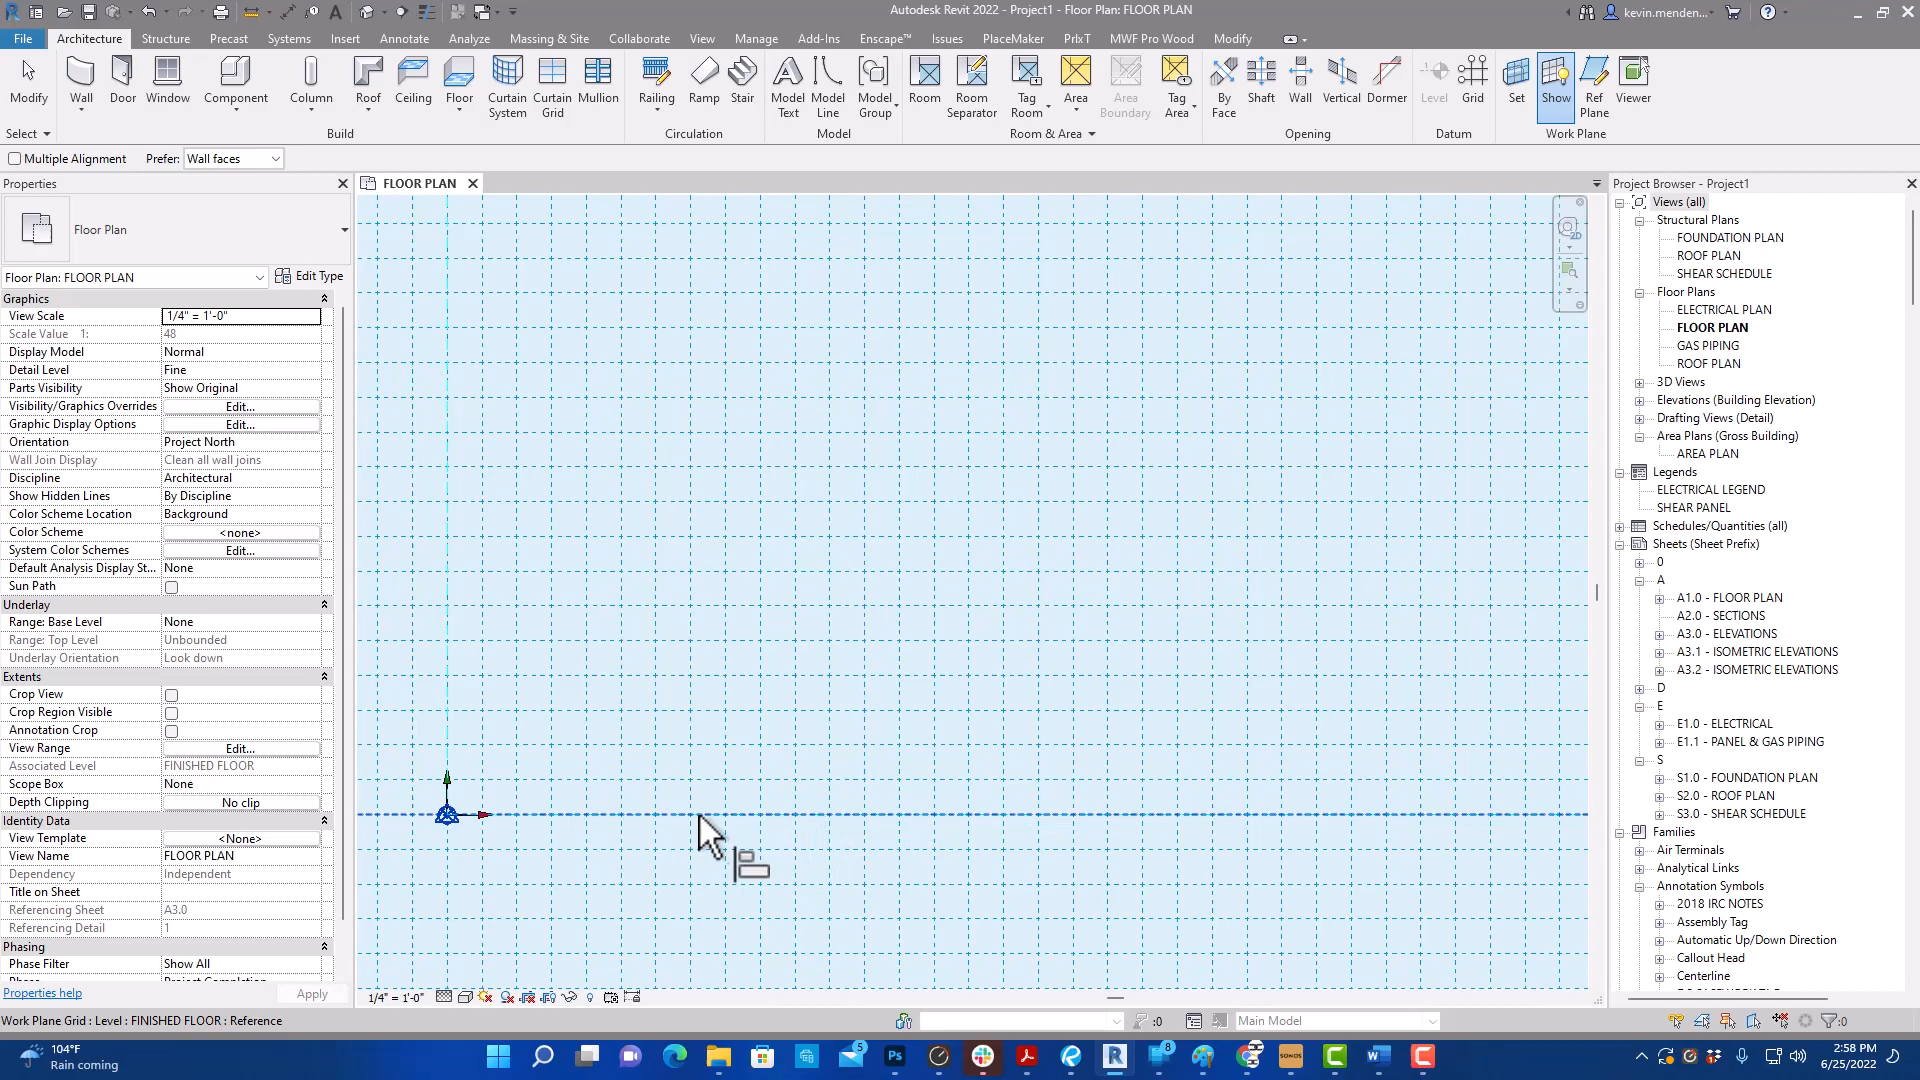 Autodesk Revit 2022 - Project1 - Floor Plan: FLOOR PLAN
kevin.menden...
File Architecture Structure Precast Systems Insert Annotate Analyze Massing & Site Collaborate View Manage Add-Ins Enscape™ Issues PlaceMaker PrlxT MWF Pro Wood Modify
Modify Wall Door Window Component Column Roof Ceiling Floor Curtain System Curtain Grid Mullion Railing Ramp Stair Model Text Model Line Model Group Room Room Separator Tag Room Area Area Boundary Tag Area By Face Shaft Wall Vertical Dormer Level Grid Set Show Ref Plane Viewer
Select Build Circulation Model Room & Area Opening Datum Work Plane
Multiple Alignment Prefer: Wall faces
Properties
Floor Plan
Floor Plan: FLOOR PLAN Edit Type
Graphics
View Scale 1/4" = 1'-0"
Scale Value 1: 48
Display Model Normal
Detail Level Fine
Parts Visibility Show Original
Visibility/Graphics Overrides Edit...
Graphic Display Options Edit...
Orientation Project North
Wall Join Display Clean all wall joins
Discipline Architectural
Show Hidden Lines By Discipline
Color Scheme Location Background
Color Scheme <none>
System Color Schemes Edit...
Default Analysis Display St... None
Sun Path
Underlay
Range: Base Level None
Range: Top Level Unbounded
Underlay Orientation Look down
Extents
Crop View
Crop Region Visible
Annotation Crop
View Range Edit...
Associated Level FINISHED FLOOR
Scope Box None
Depth Clipping No clip
Identity Data
View Template <None>
View Name FLOOR PLAN
Dependency Independent
Title on Sheet
Referencing Sheet A3.0
Referencing Detail 1
Phasing
Phase Filter Show All
Properties help Apply
FLOOR PLAN
2D
1/4" = 1'-0"
Project Browser - Project1
Views (all)
Structural Plans
FOUNDATION PLAN
ROOF PLAN
SHEAR SCHEDULE
Floor Plans
ELECTRICAL PLAN
FLOOR PLAN
GAS PIPING
ROOF PLAN
3D Views
Elevations (Building Elevation)
Drafting Views (Detail)
Area Plans (Gross Building)
AREA PLAN
Legends
ELECTRICAL LEGEND
SHEAR PANEL
Schedules/Quantities (all)
Sheets (Sheet Prefix)
0
A
A1.0 - FLOOR PLAN
A2.0 - SECTIONS
A3.0 - ELEVATIONS
A3.1 - ISOMETRIC ELEVATIONS
A3.2 - ISOMETRIC ELEVATIONS
D
E
E1.0 - ELECTRICAL
E1.1 - PANEL & GAS PIPING
S
S1.0 - FOUNDATION PLAN
S2.0 - ROOF PLAN
S3.0 - SHEAR SCHEDULE
Families
Air Terminals
Analytical Links
Annotation Symbols
2018 IRC NOTES
Assembly Tag
Automatic Up/Down Direction
Callout Head
Centerline
Work Plane Grid : Level : FINISHED FLOOR : Reference
:0 Main Model :0
104°F
Rain coming
5
Ps
R
8
SONOS
C
W
C
2:58 PM
6/25/2022